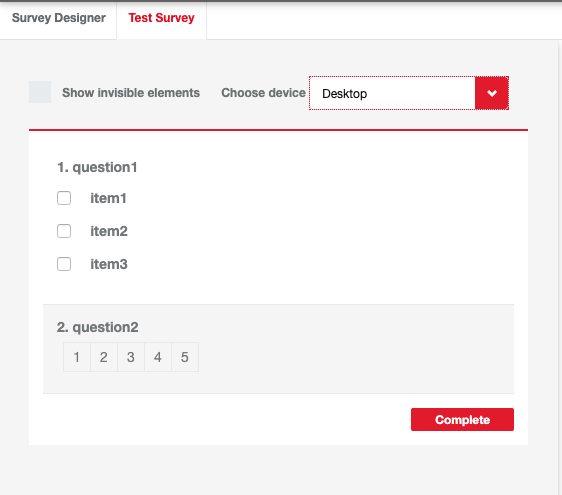 Survey Designer Test Survey
Show invisible elements Choose device Desktop
1. question1
item1
item2
item3
2. question2
1 2 3 4 5
Complete